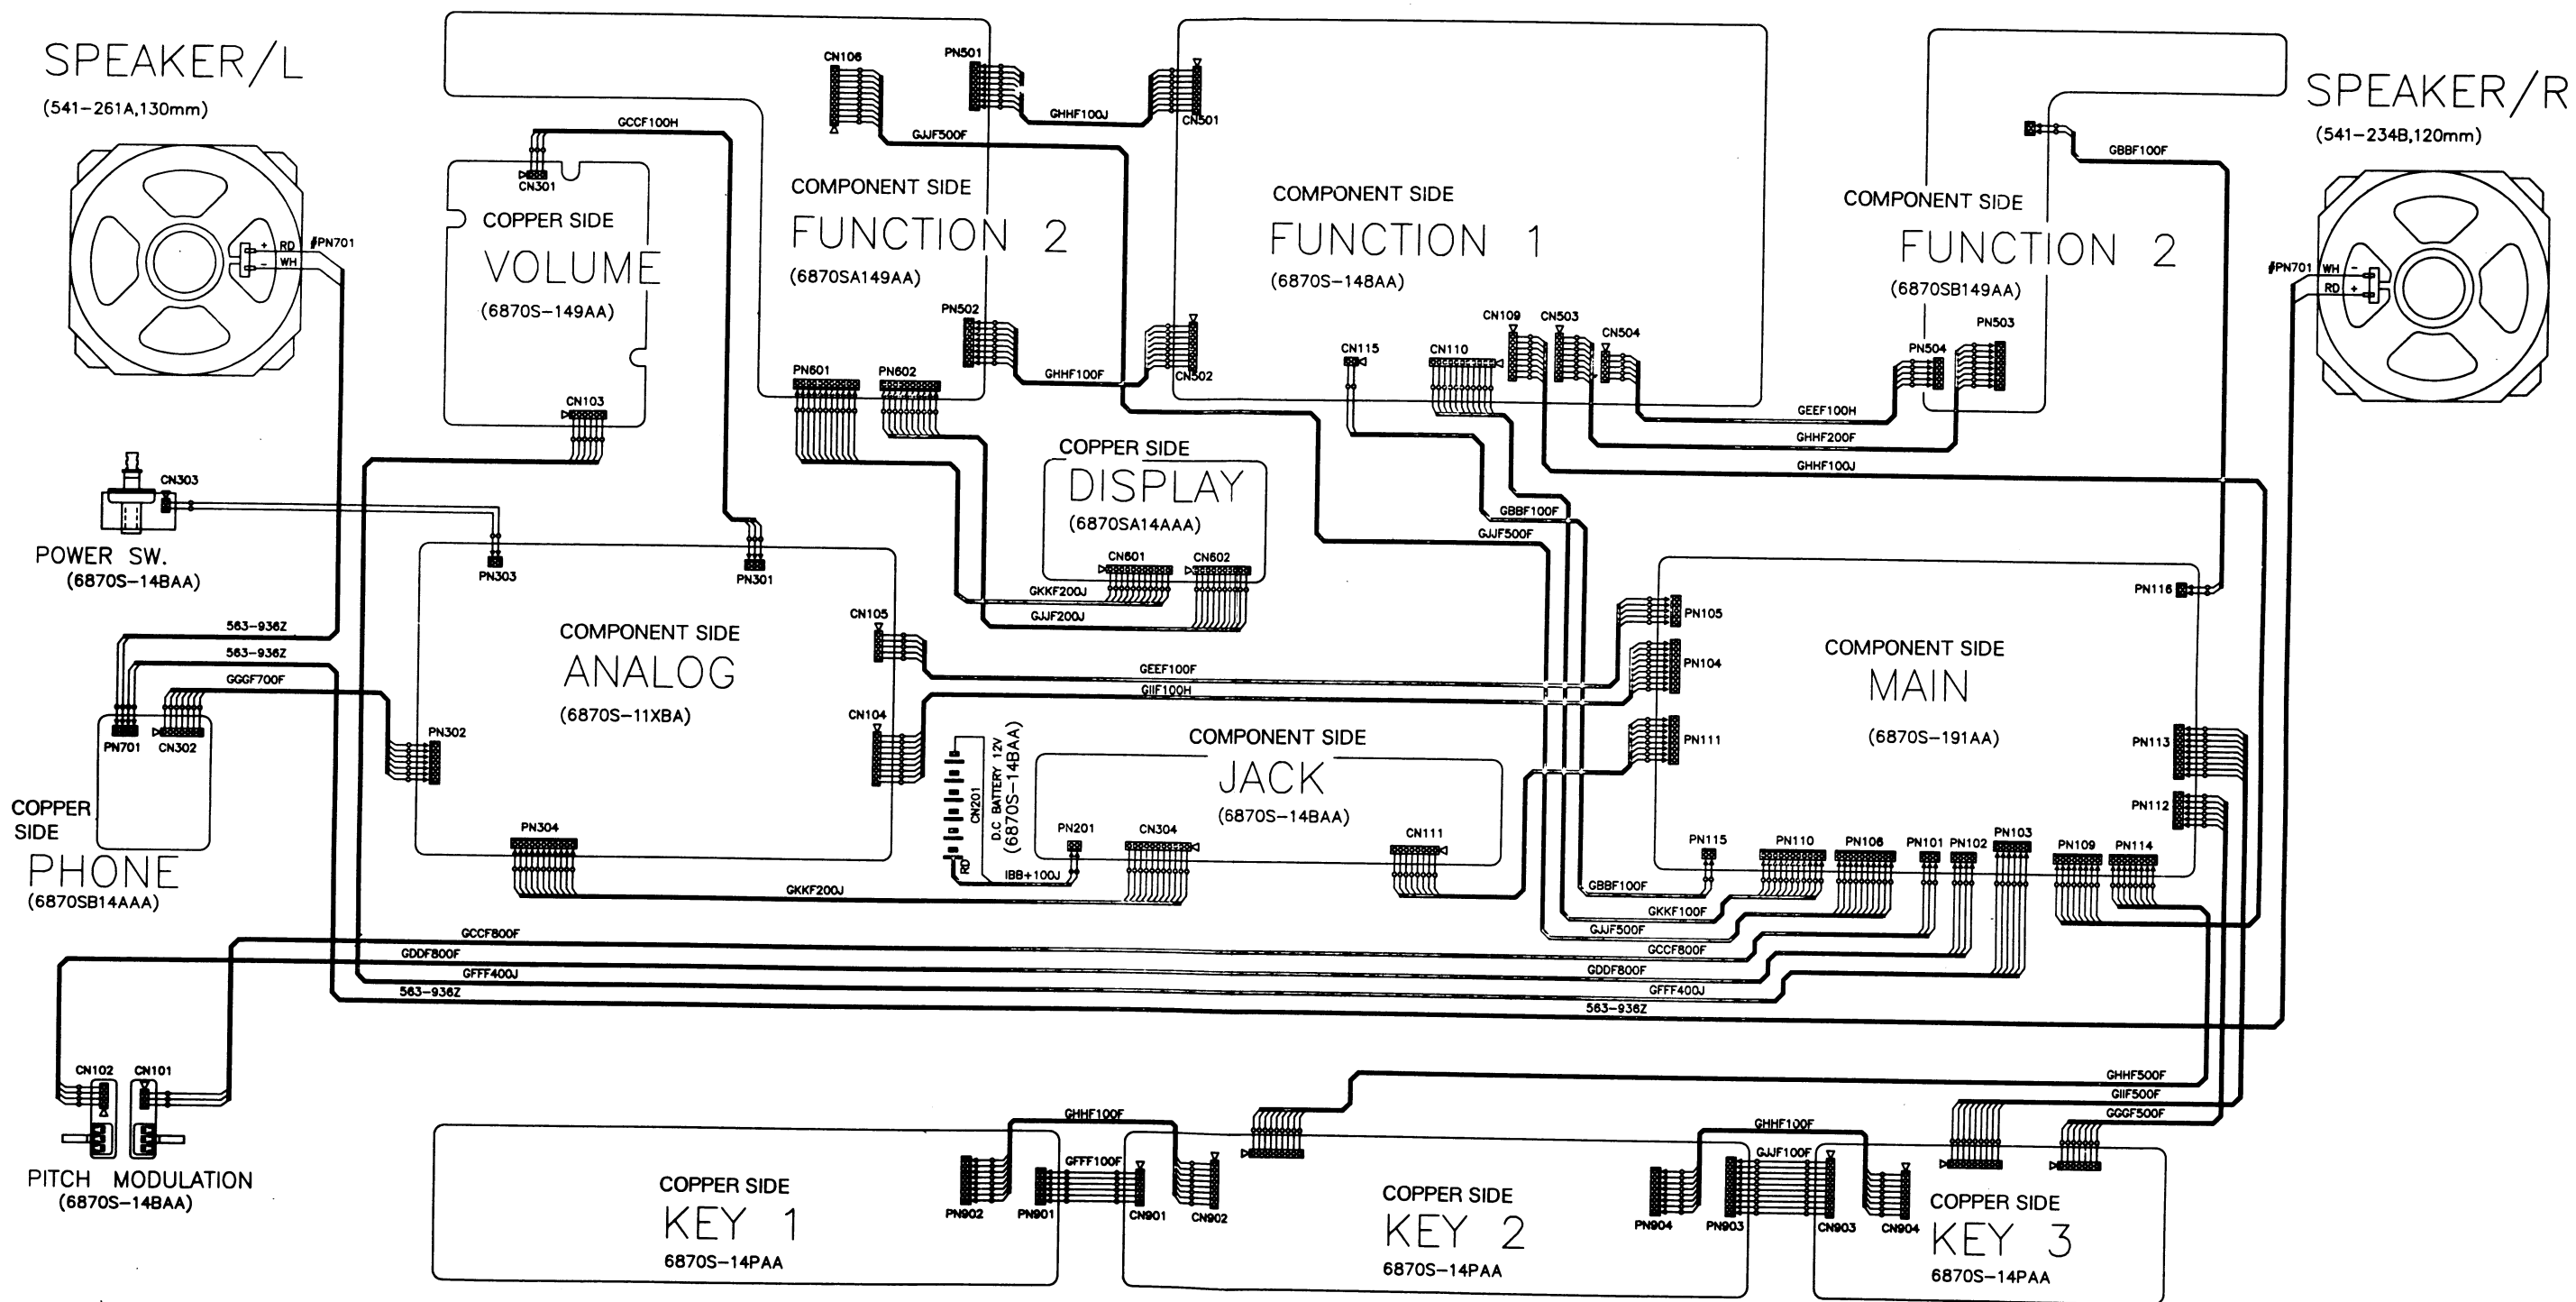 SPEAKER/L
(541-261A,130mm)
+ RD #PN701
- WH
CN106
PN501
GHHF100J
CN501
GJJF500F
GCCF100H
CN301
COPPER SIDE
VOLUME
(6870S-149AA)
CN103
COMPONENT SIDE
FUNCTION 2
(6870SA149AA)
PN502
GHHF100F
CN502
PN601
PN602
COMPONENT SIDE
FUNCTION 1
(6870S-148AA)
CN115
CN110
CN109
CN503
CN504
COMPONENT SIDE
FUNCTION 2
(6870SB149AA)
PN504
PN503
GBBF100F
SPEAKER/R
(541-234B,120mm)
#PN701 WH -
RD +
GEEF100H
GHHF200F
GHHF100J
CN303
POWER SW.
(6870S-14BAA)
PN303
PN301
COPPER SIDE
DISPLAY
(6870SA14AAA)
CN601
CN602
GKKF200J
GJJF200J
GBBF100F
GJJF500F
563-936Z
563-936Z
GGGF700F
PN701
CN302
COPPER
SIDE
PHONE
(6870SB14AAA)
COMPONENT SIDE
ANALOG
(6870S-11XBA)
CN105
CN104
PN302
PN304
GEEF100F
GIIF100H
CN201
D.C BATTERY 12V
(6870S-14BAA)
RD
IBB+100J
COMPONENT SIDE
JACK
(6870S-14BAA)
PN201
CN304
CN111
GKKF200J
PN105
PN104
PN111
COMPONENT SIDE
MAIN
(6870S-191AA)
PN116
PN113
PN112
PN115
PN110
PN106
PN101
PN102
PN103
PN109
PN114
GBBF100F
GKKF100F
GJJF500F
GCCF800F
GDDF800F
GFFF400J
563-936Z
GCCF800F
GDDF800F
GFFF400J
563-936Z
CN102
CN101
PITCH MODULATION
(6870S-14BAA)
GHHF500F
GIIF500F
GGGF500F
COPPER SIDE
KEY 1
6870S-14PAA
PN902
GHHF100F
PN901
GFFF100F
CN901
CN902
COPPER SIDE
KEY 2
6870S-14PAA
PN904
GHHF100F
PN903
GJJF100F
CN903
CN904
COPPER SIDE
KEY 3
6870S-14PAA